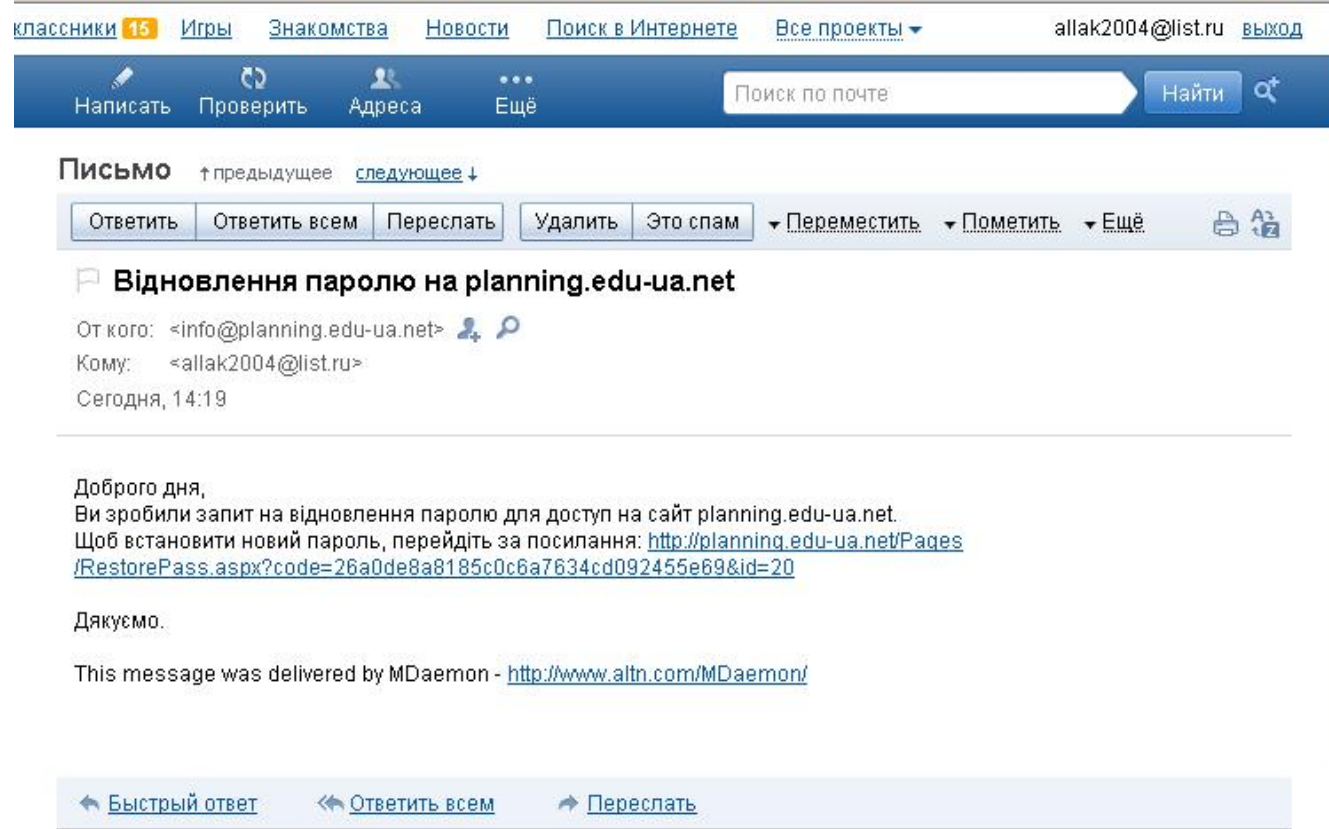 классники 15 Игры Знакомства Новости Поиск в Интернете Все проекты allak2004@list.ru выход
Написать Проверить Адреса Ещё Поиск по почте Найти
Письмо предыдущее следующее
Ответить Ответить всем Переслать Удалить Это спам Переместить Пометить Ещё
Відновлення паролю на planning.edu-ua.net
От кого: <info@planning.edu-ua.net>
Кому: <allak2004@list.ru>
Сегодня, 14:19
Доброго дня,
Ви зробили запит на відновлення паролю для доступ на сайт planning.edu-ua.net.
Щоб встановити новий пароль, перейдіть за посилання: http://planning.edu-ua.net/Pages
/RestorePass.aspx?code=26a0de8a8185c0c6a7634cd092455e69&id=20
Дякуємо.
This message was delivered by MDaemon - http://www.altn.com/MDaemon/
Быстрый ответ Ответить всем Переслать